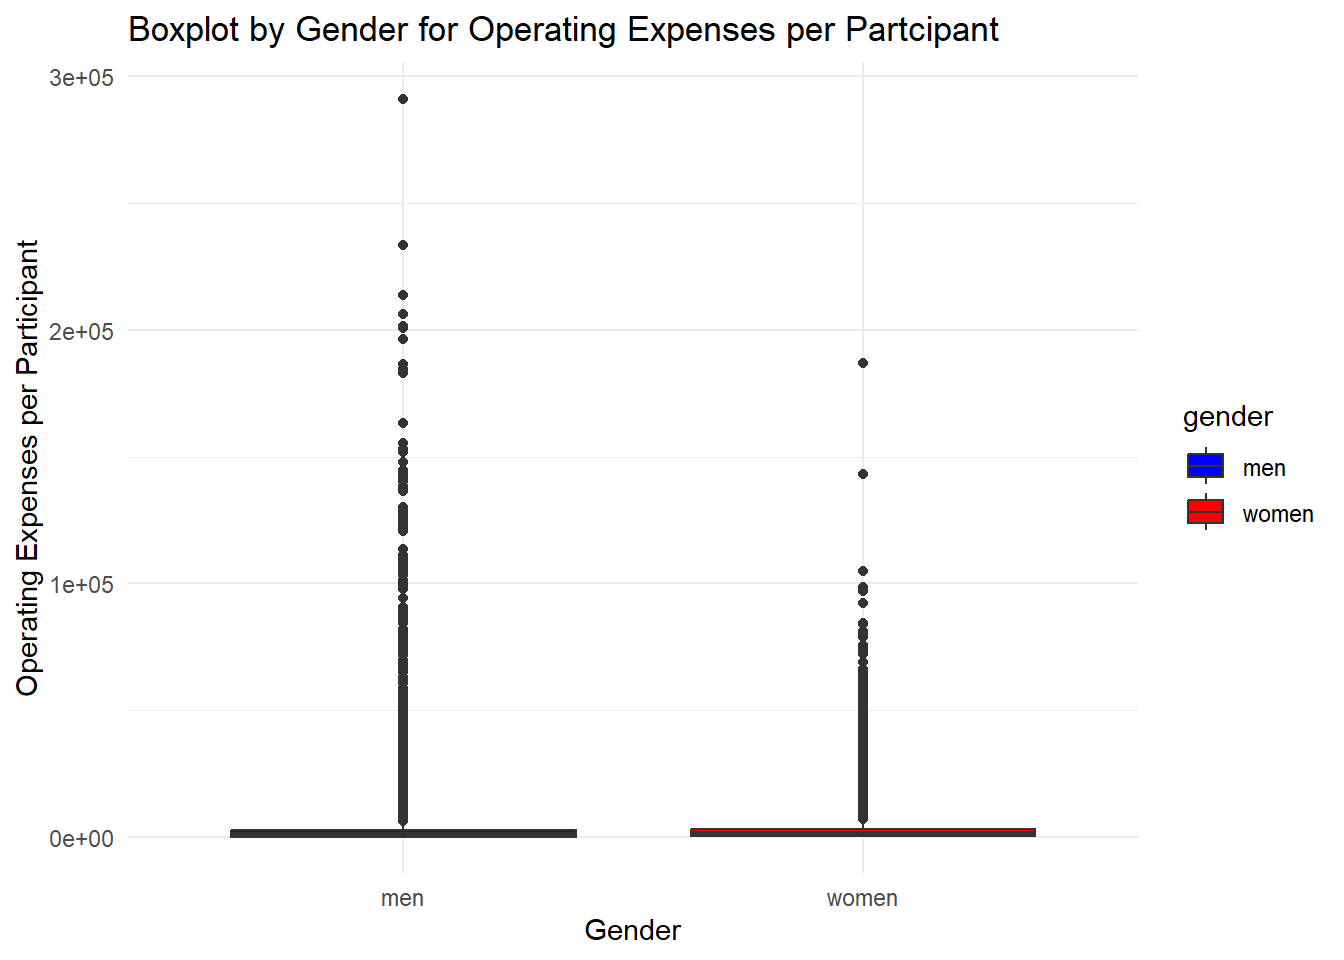 Boxplot by Gender for Operating Expenses per Partcipant
Operating Expenses per Participant
3e+05
2e+05
1e+05
0e+00
men
women
Gender
gender
men
women